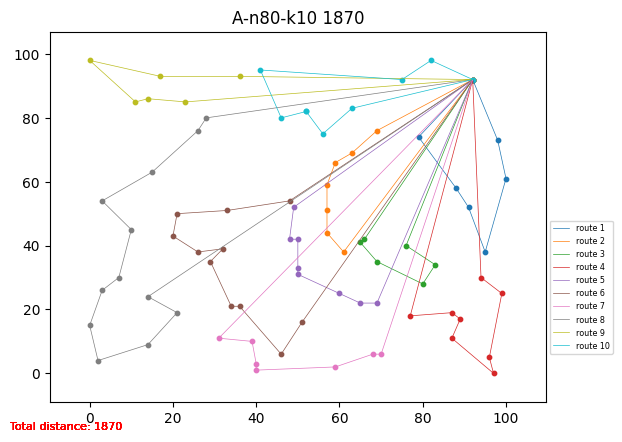 A-n80-k10 1870
100
80
60
40
20
0
0 20 40 60 80 100
route 1
route 2
route 3
route 4
route 5
route 6
route 7
route 8
route 9
route 10
Total distance: 1870